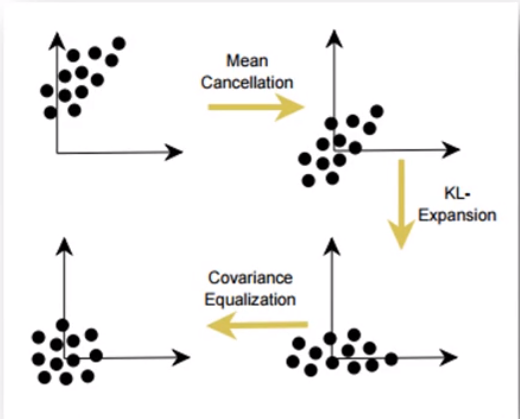 Mean
Cancellation
KL-
Expansion
Covariance
Equalization